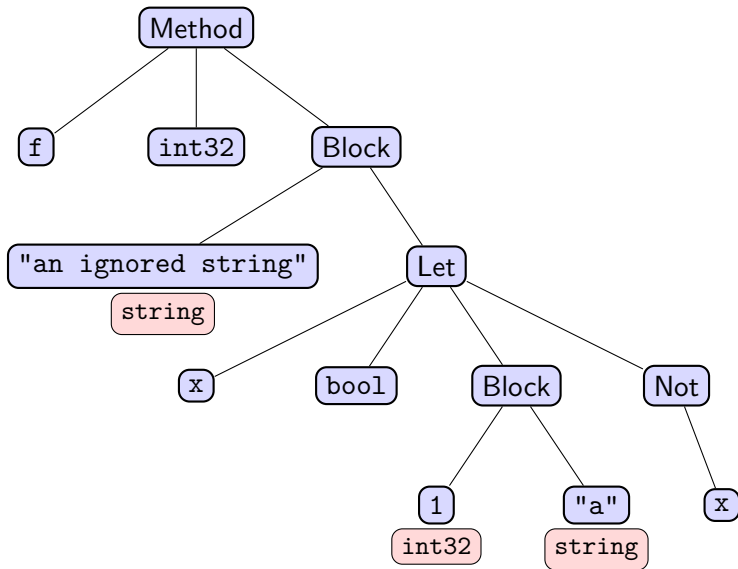 Method
f
int32
Block
"an ignored string"
Let
string
x
bool
Block
Not
1
"a"
x
int32
string